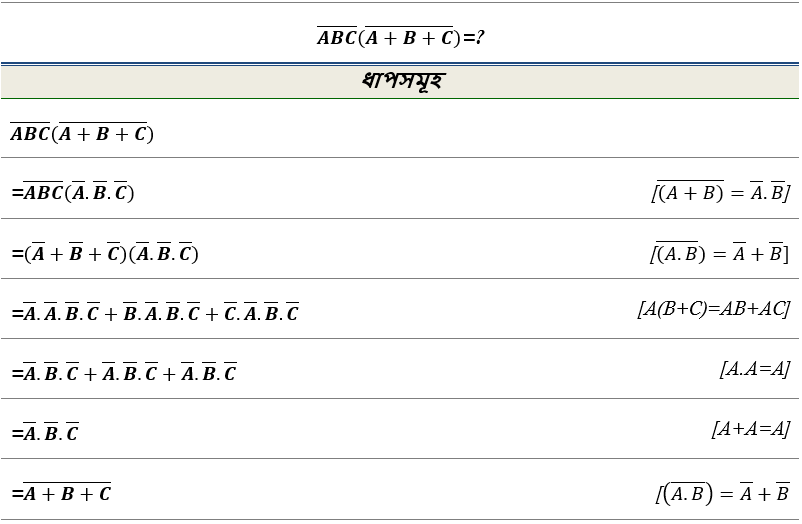 $\overline{ABC}(\overline{A+B+C})$=?
ধাপসমূহ
$\overline{ABC}(\overline{A+B+C})$
=$\overline{ABC}(\overline{A}.\overline{B}.\overline{C})$ [$\overline{(A+B)}=\overline{A}.\overline{B}$]
=$(\overline{A}+\overline{B}+\overline{C})(\overline{A}.\overline{B}.\overline{C})$ [$\overline{(A.B)}=\overline{A}+\overline{B}$]
=$\overline{A}.\overline{A}.\overline{B}.\overline{C}+\overline{B}.\overline{A}.\overline{B}.\overline{C}+\overline{C}.\overline{A}.\overline{B}.\overline{C}$ [A(B+C)=AB+AC]
=$\overline{A}.\overline{B}.\overline{C}+\overline{A}.\overline{B}.\overline{C}+\overline{A}.\overline{B}.\overline{C}$ [A.A=A]
=$\overline{A}.\overline{B}.\overline{C}$ [A+A=A]
=$\overline{A+B+C}$ [$(\overline{A.B})=\overline{A}+\overline{B}$